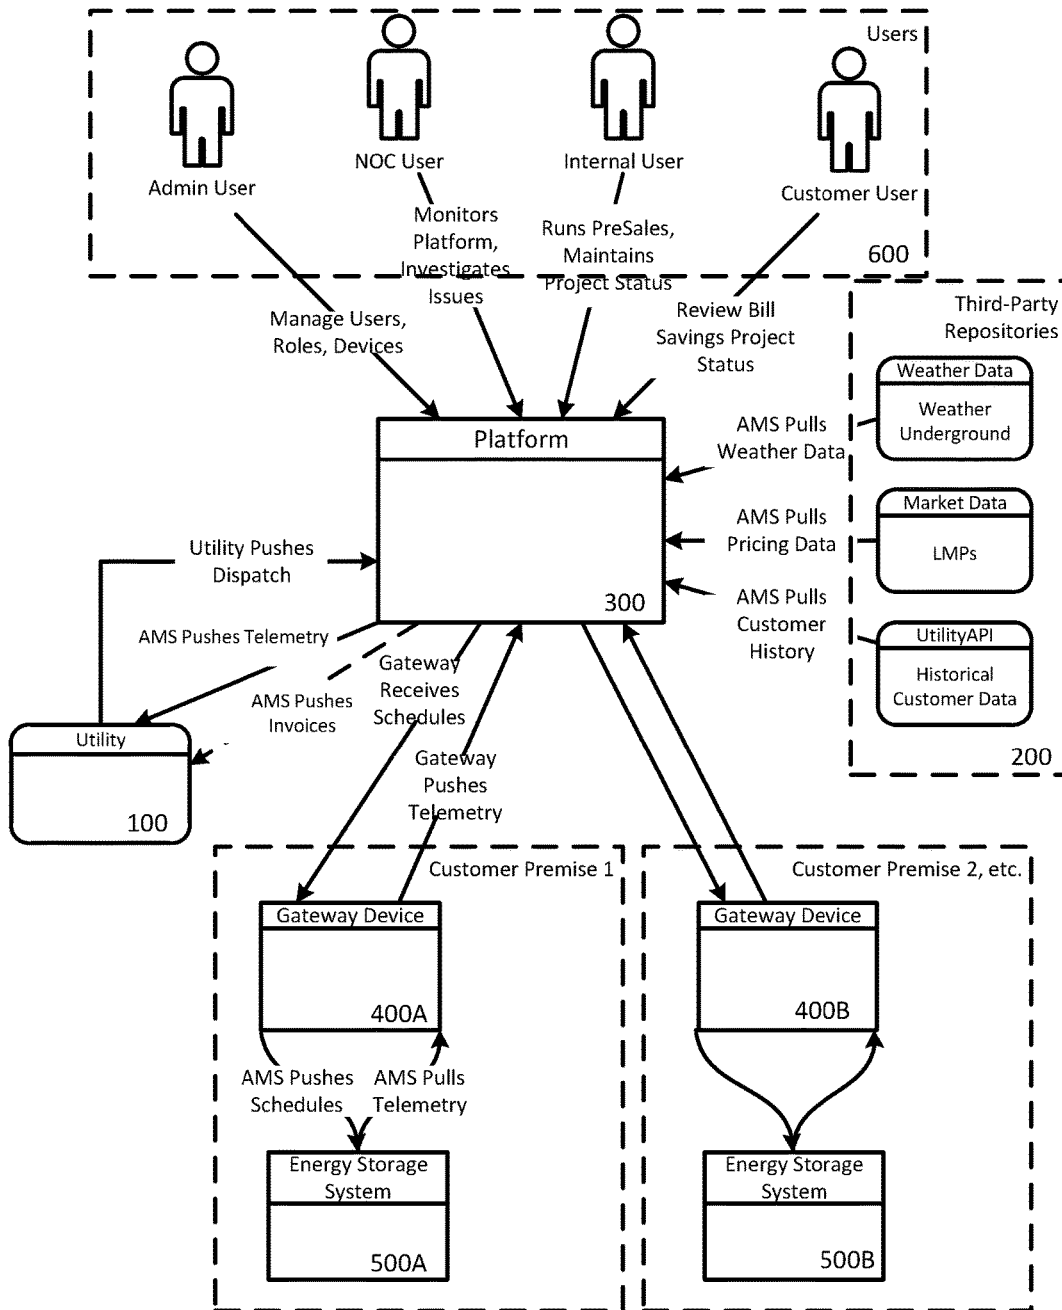 Users
Admin User
NOC User
Internal User
Customer User
Monitors
Platform,
Investigates
Issues
Runs PreSales,
Maintains
Project Status
600
Manage Users,
Roles, Devices
Review Bill
Savings Project
Status
Third-Party
Repositories
Weather Data
Weather
Underground
AMS Pulls
Weather Data
Platform
300
Market Data
LMPs
AMS Pulls
Pricing Data
Utility Pushes
Dispatch
AMS Pulls
Customer
History
UtilityAPI
Historical
Customer Data
200
AMS Pushes Telemetry
AMS Pushes
Invoices
Gateway
Receives
Schedules
Gateway
Pushes
Telemetry
Utility
100
Customer Premise 1
Gateway Device
400A
AMS Pushes
Schedules
AMS Pulls
Telemetry
Energy Storage
System
500A
Customer Premise 2, etc.
Gateway Device
400B
Energy Storage
System
500B